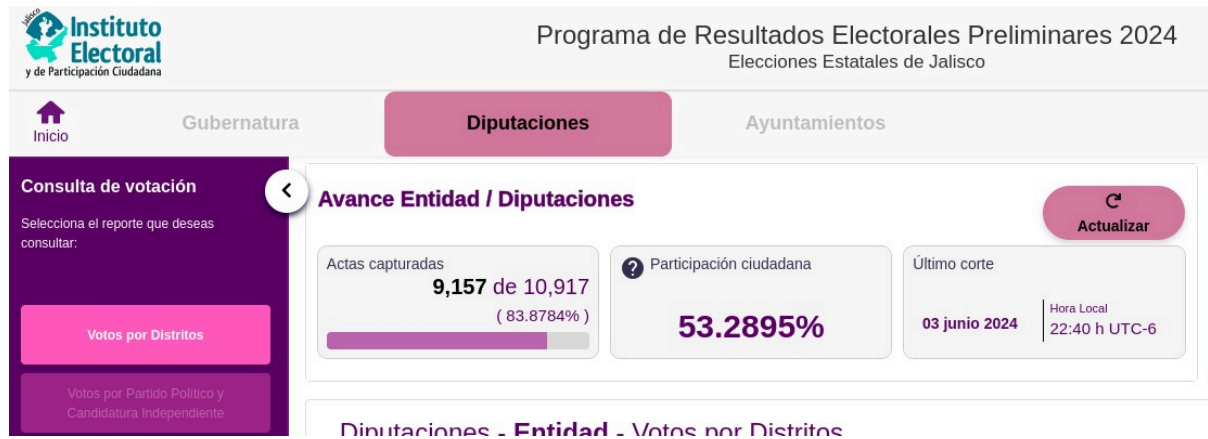 Jalisco
Instituto
Electoral
y de Participación Ciudadana
Programa de Resultados Electorales Preliminares 2024
Elecciones Estatales de Jalisco
Inicio
Gubernatura
Diputaciones
Ayuntamientos
Consulta de votación
Selecciona el reporte que deseas
consultar:
Votos por Distritos
Votos por Partido Político y
Candidatura Independiente
Avance Entidad / Diputaciones
Actualizar
Actas capturadas
9,157 de 10,917
( 83.8784% )
? Participación ciudadana
53.2895%
Último corte
03 junio 2024
Hora Local
22:40 h UTC-6
Diputaciones - Entidad - Votos por Distritos